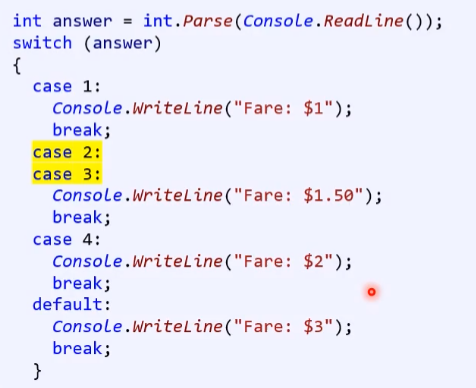 int answer = int.Parse(Console.ReadLine());
switch (answer)
{
case 1:
Console.WriteLine("Fare: $1");
break;
case 2:
case 3:
Console.WriteLine("Fare: $1.50");
break;
case 4:
Console.WriteLine("Fare: $2");
break;
default:
Console.WriteLine("Fare: $3");
break;
}